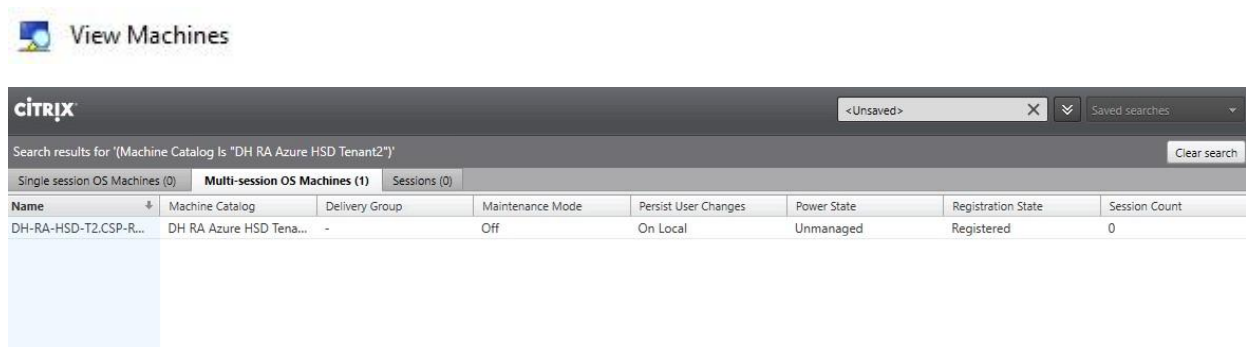 View Machines
CITRIX <Unsaved> Saved searches
Search results for '(Machine Catalog Is "DH RA Azure HSD Tenant2")' Clear search
Single session OS Machines (0) Multi-session OS Machines (1) Sessions (0)
Name Machine Catalog Delivery Group Maintenance Mode Persist User Changes Power State Registration State Session Count
DH-RA-HSD-T2.CSP-R... DH RA Azure HSD Tena... - Off On Local Unmanaged Registered 0